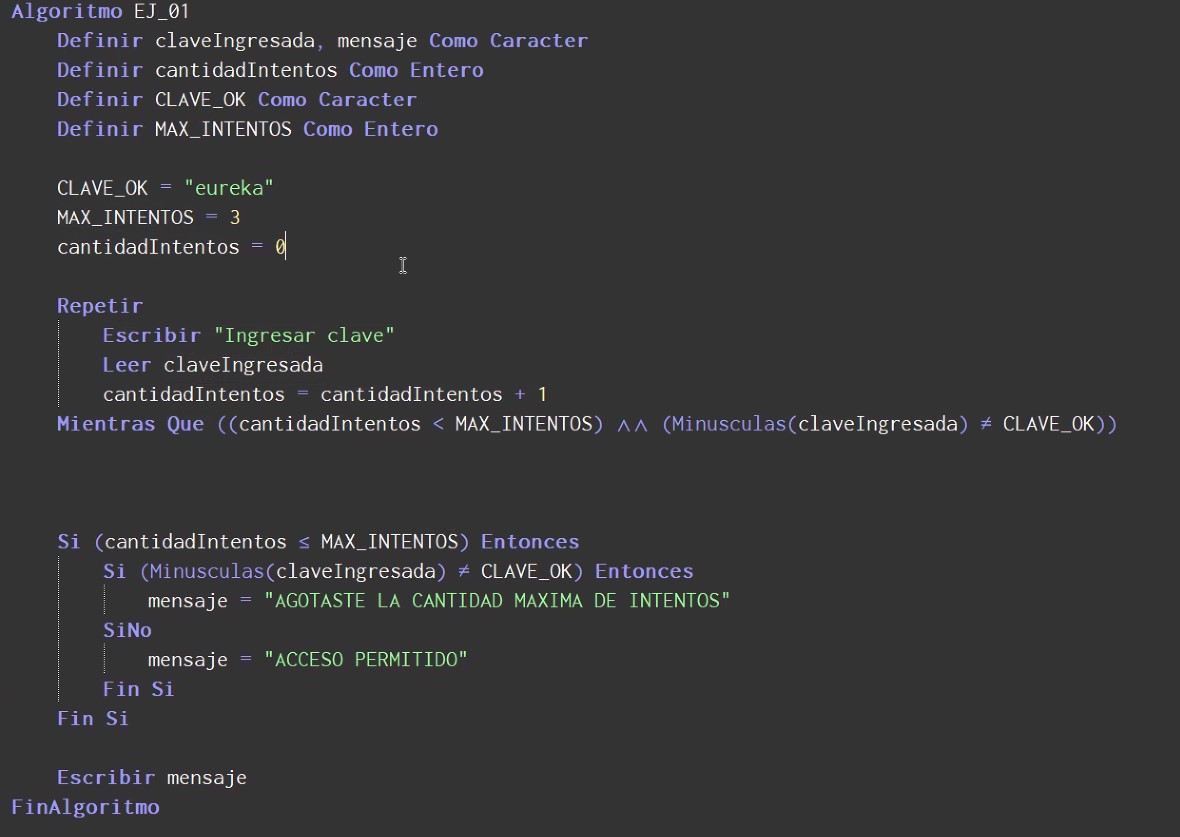 Algoritmo EJ_01
Definir claveIngresada, mensaje Como Caracter
Definir cantidadIntentos Como Entero
Definir CLAVE_OK Como Caracter
Definir MAX_INTENTOS Como Entero
CLAVE_OK = "eureka"
MAX_INTENTOS = 3
cantidadIntentos = 0
Repetir
Escribir "Ingresar clave"
Leer claveIngresada
cantidadIntentos = cantidadIntentos + 1
Mientras Que ((cantidadIntentos < MAX_INTENTOS) ∧∧ (Minusculas(claveIngresada) ≠ CLAVE_OK))
Si (cantidadIntentos ≤ MAX_INTENTOS) Entonces
Si (Minusculas(claveIngresada) ≠ CLAVE_OK) Entonces
mensaje = "AGOTASTE LA CANTIDAD MAXIMA DE INTENTOS"
SiNo
mensaje = "ACCESO PERMITIDO"
Fin Si
Fin Si
Escribir mensaje
FinAlgoritmo